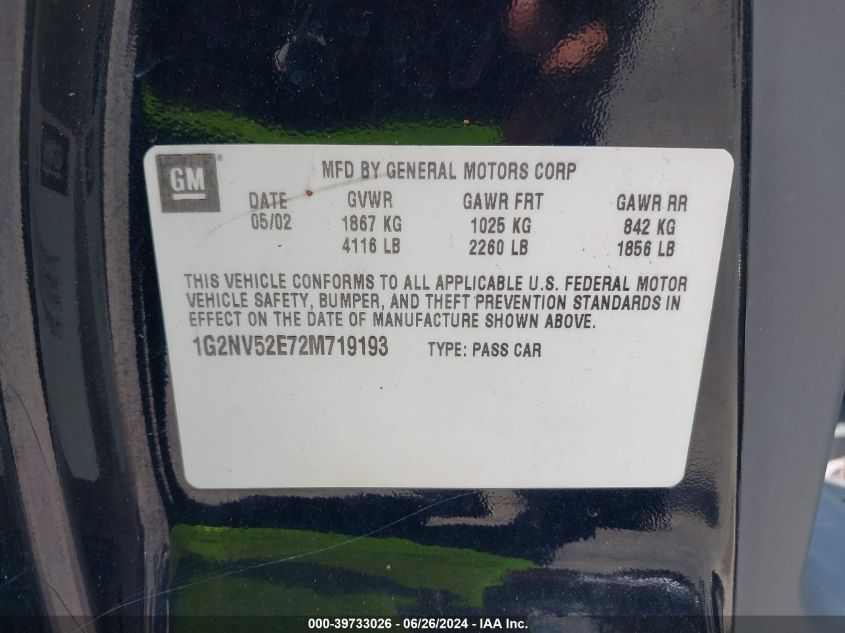 GM®
MFD BY GENERAL MOTORS CORP
DATE GVWR GAWR FRT GAWR RR
05/02 1867 KG 1025 KG 842 KG
4116 LB 2260 LB 1856 LB
THIS VEHICLE CONFORMS TO ALL APPLICABLE U.S. FEDERAL MOTOR
VEHICLE SAFETY, BUMPER, AND THEFT PREVENTION STANDARDS IN
EFFECT ON THE DATE OF MANUFACTURE SHOWN ABOVE.
1G2NV52E72M719193 TYPE: PASS CAR
000-39733026 / 06/26/2024 - IAA Inc.